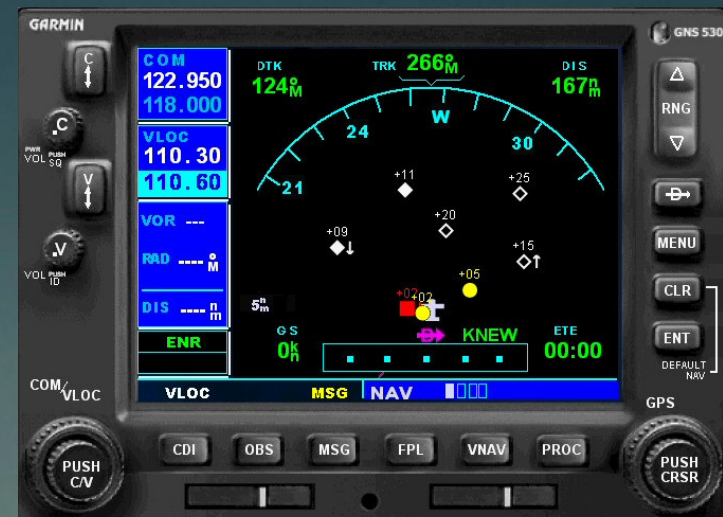 GARMIN
GNS 530
C
COM
122.950
118.000
DTK
124°M
TRK 266°M
DIS
167nm
RNG
.C
PWR
VOL PUSH SQ
VLOC
110.30
110.60
W
24
30
21
+11
+25
V
VOR ---
+20
+09
+15
MENU
.V
VOL PUSH ID
RAD ----°M
+05
CLR
DIS --.- nm
5nm
+02
+02
GS
KNEW
ETE
ENT
ENR
0kn
00:00
DEFAULT NAV
COM/VLOC
VLOC
MSG
NAV
GPS
CDI
OBS
MSG
FPL
VNAV
PROC
PUSH
C/V
PUSH
CRSR